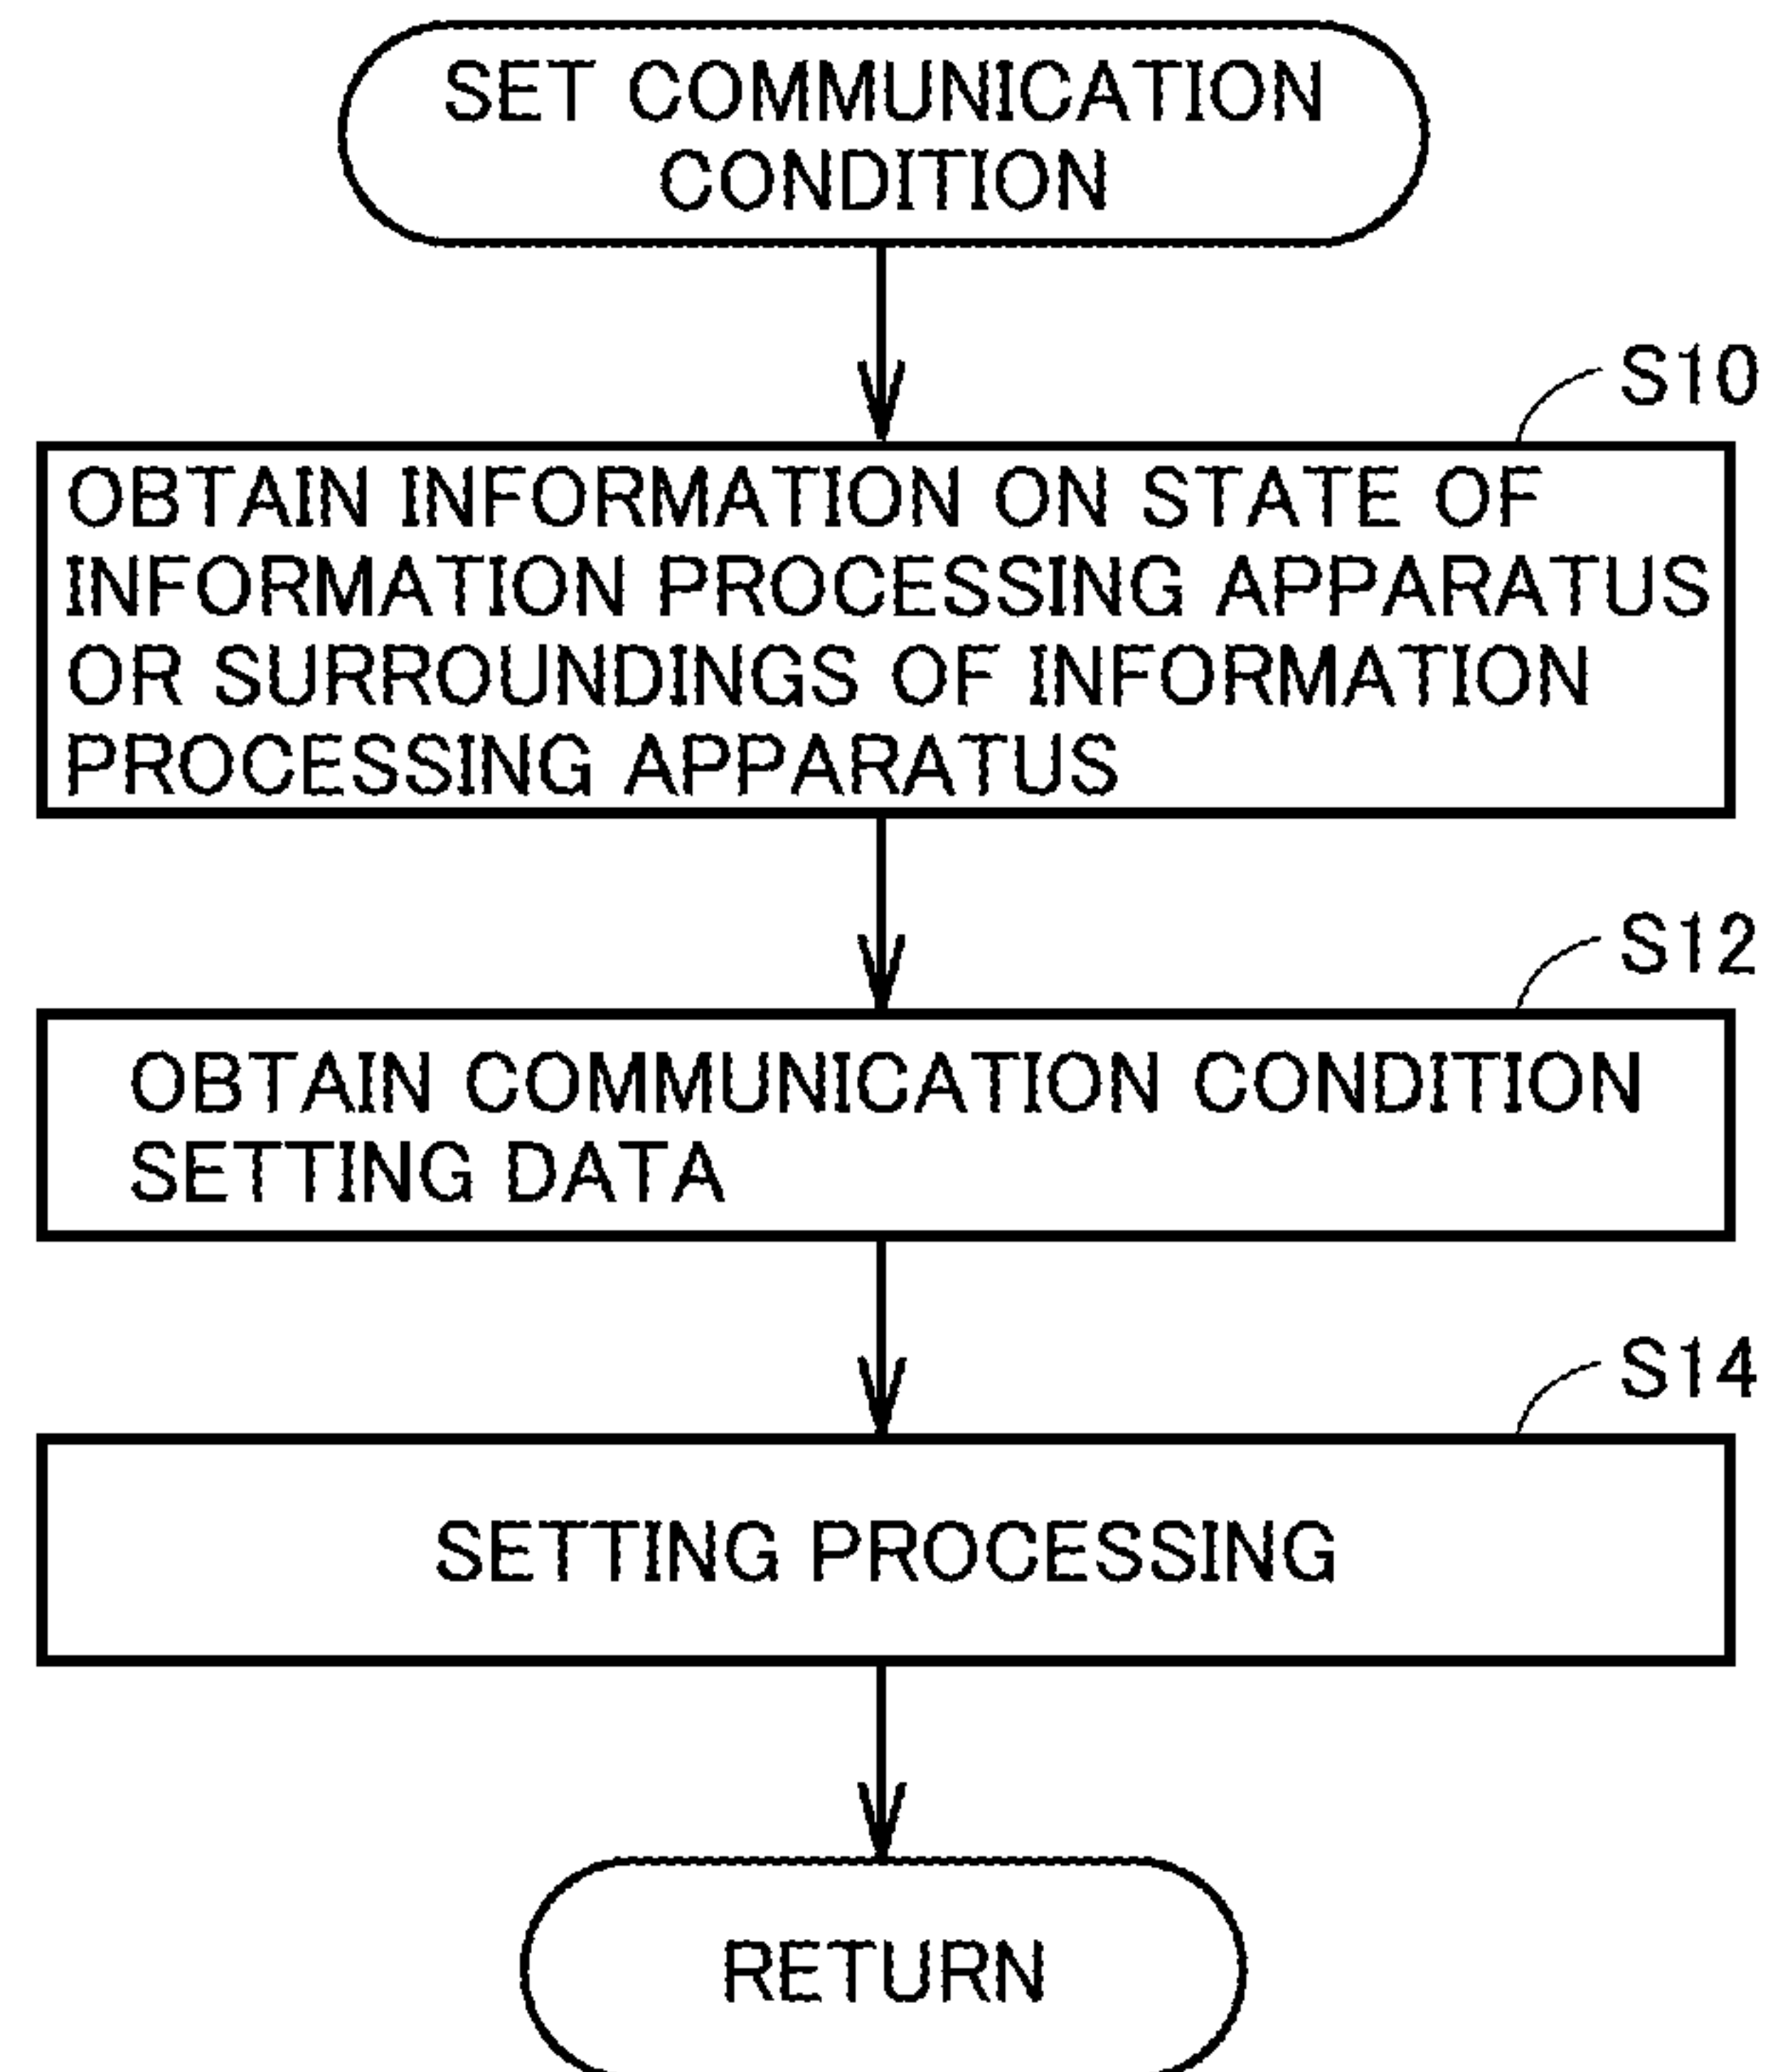 SET COMMUNICATION
CONDITION
S10
OBTAIN INFORMATION ON STATE OF
INFORMATION PROCESSING APPARATUS
OR SURROUNDINGS OF INFORMATION
PROCESSING APPARATUS
S12
OBTAIN COMMUNICATION CONDITION
SETTING DATA
S14
SETTING PROCESSING
RETURN